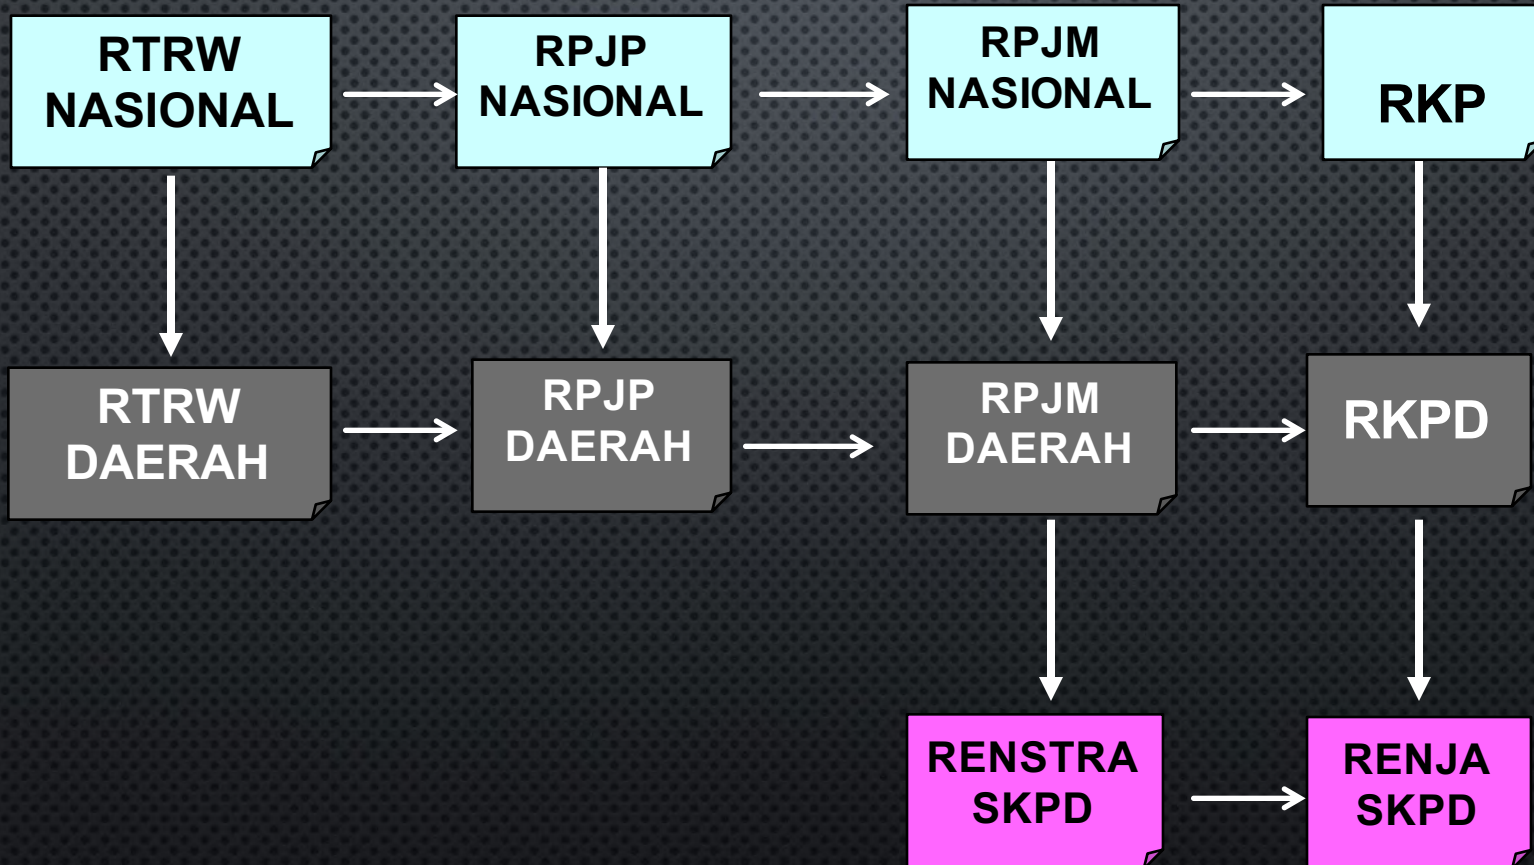 RTRW
NASIONAL
RPJP
NASIONAL
RPJM
NASIONAL
RKP
RTRW
DAERAH
RPJP
DAERAH
RPJM
DAERAH
RKPD
RENSTRA
SKPD
RENJA
SKPD